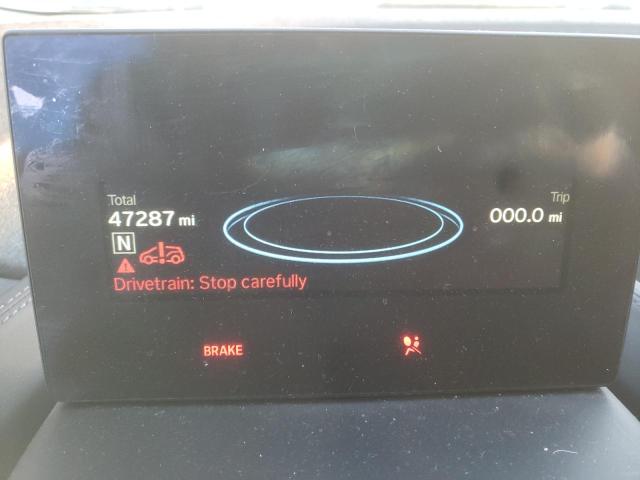 Total
Trip
47287 mi
000.0 mi
N
Drivetrain: Stop carefully
BRAKE